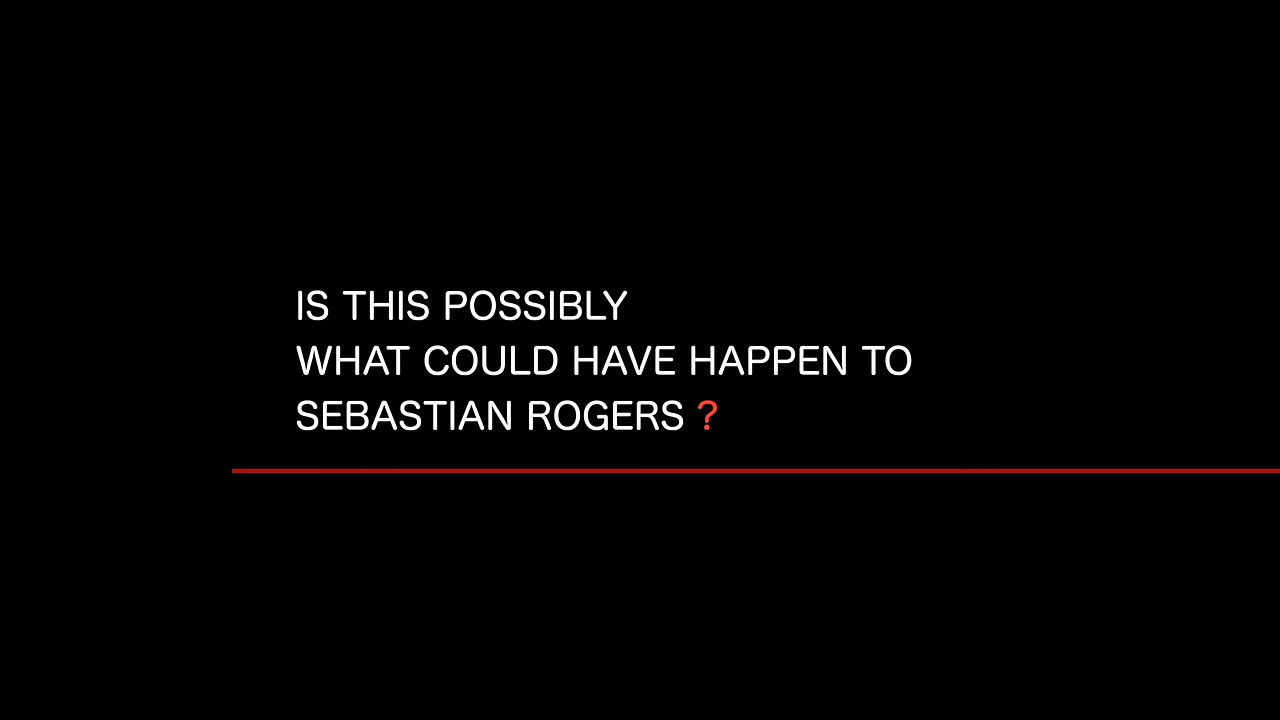 IS THIS POSSIBLY
WHAT COULD HAVE HAPPEN TO
SEBASTIAN ROGERS ?